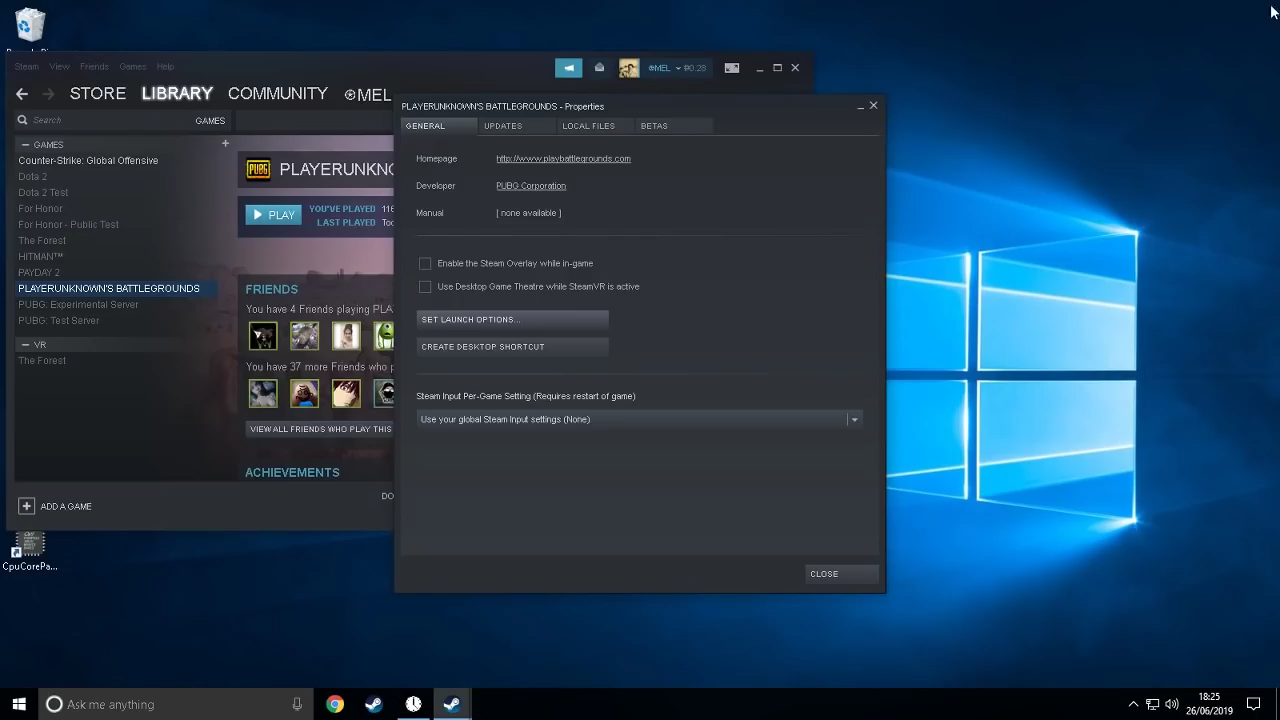 Steam View Friends Games Help
MEL
STORE LIBRARY COMMUNITY MEL
Search GAMES
GAMES
Counter-Strike: Global Offensive
Dota 2
Dota 2 Test
For Honor
For Honor - Public Test
The Forest
HITMAN™
PAYDAY 2
PLAYERUNKNOWN'S BATTLEGROUNDS
PUBG: Experimental Server
PUBG: Test Server
VR
The Forest
+ ADD A GAME
PUBG PLAYERUNKN
PLAY YOU'VE PLAYED 116
LAST PLAYED Too
FRIENDS
You have 4 Friends playing PLA
You have 37 more Friends who p
VIEW ALL FRIENDS WHO PLAY THIS
ACHIEVEMENTS
DO
PLAYERUNKNOWN'S BATTLEGROUNDS - Properties
GENERAL UPDATES LOCAL FILES BETAS
Homepage http://www.playbattlegrounds.com
Developer PUBG Corporation
Manual [ none available ]
Enable the Steam Overlay while in-game
Use Desktop Game Theatre while SteamVR is active
SET LAUNCH OPTIONS...
CREATE DESKTOP SHORTCUT
Steam Input Per-Game Setting (Requires restart of game)
Use your global Steam Input settings (None)
CLOSE
CpuCorePa...
Ask me anything
18:25
26/06/2019